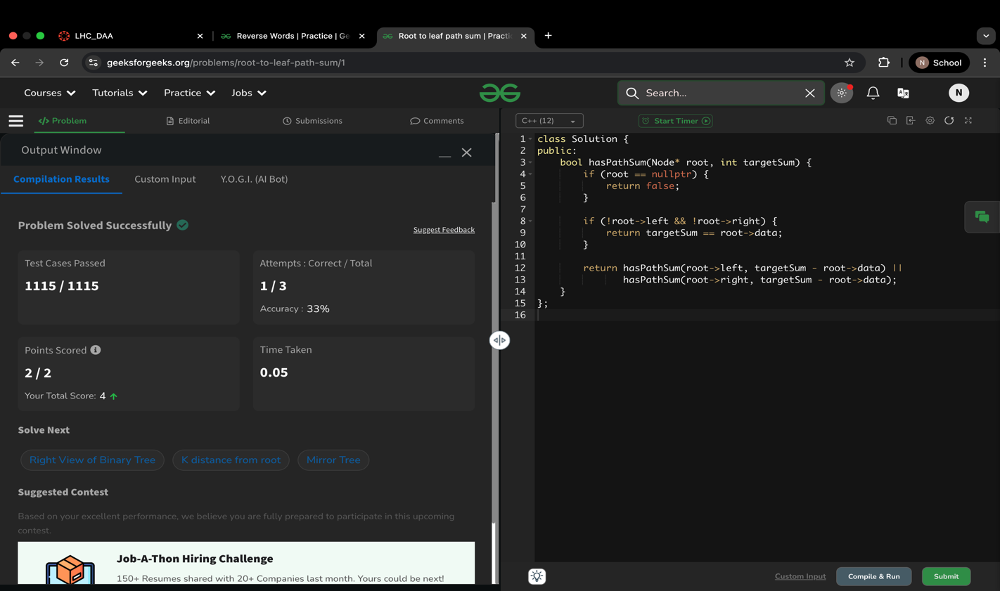 LHC_DAA
Reverse Words | Practice | Ge
Root to leaf path sum | Practi
geeksforgeeks.org/problems/root-to-leaf-path-sum/1
N School
Courses Tutorials Practice Jobs
Search...
N
</> Problem Editorial Submissions Comments
C++ (12) Start Timer
Output Window
Compilation Results Custom Input Y.O.G.I. (AI Bot)
Problem Solved Successfully
Suggest Feedback
Test Cases Passed
1115 / 1115
Attempts : Correct / Total
1 / 3
Accuracy : 33%
Points Scored
2 / 2
Your Total Score: 4
Time Taken
0.05
Solve Next
Right View of Binary Tree K distance from root Mirror Tree
Suggested Contest
Based on your excellent performance, we believe you are fully prepared to participate in this upcoming
contest.
Job-A-Thon Hiring Challenge
150+ Resumes shared with 20+ Companies last month. Yours could be next!
1 class Solution {
2 public:
3     bool hasPathSum(Node* root, int targetSum) {
4         if (root == nullptr) {
5             return false;
6         }
7
8         if (!root->left && !root->right) {
9             return targetSum == root->data;
10         }
11
12         return hasPathSum(root->left, targetSum - root->data) ||
13                hasPathSum(root->right, targetSum - root->data);
14     }
15 };
16
Custom Input Compile & Run Submit